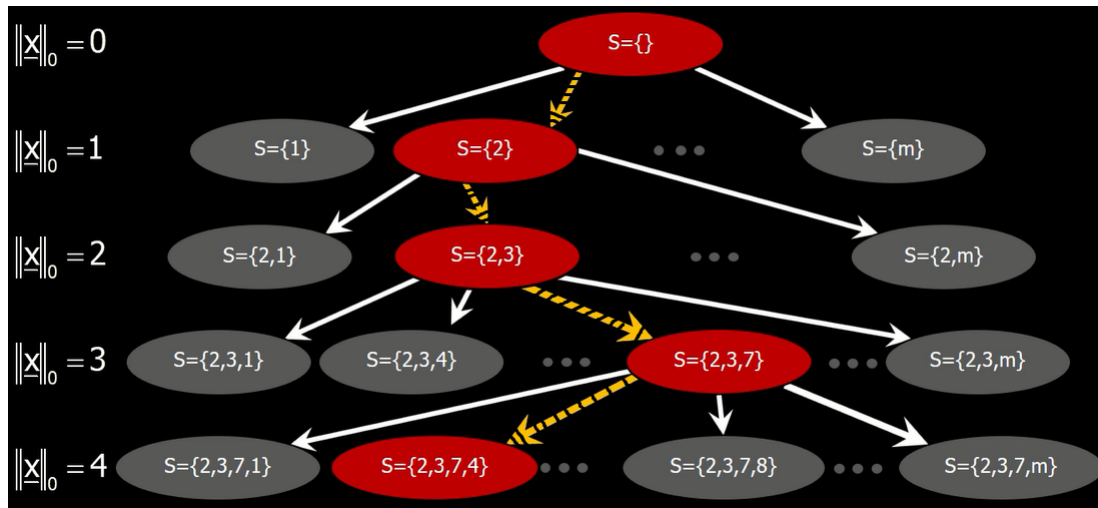 ‖x‖₀ = 0 S={}
‖x‖₀ = 1 S={1} S={2} ••• S={m}
‖x‖₀ = 2 S={2,1} S={2,3} ••• S={2,m}
‖x‖₀ = 3 S={2,3,1} S={2,3,4} ••• S={2,3,7} ••• S={2,3,m}
‖x‖₀ = 4 S={2,3,7,1} S={2,3,7,4} ••• S={2,3,7,8} ••• S={2,3,7,m}